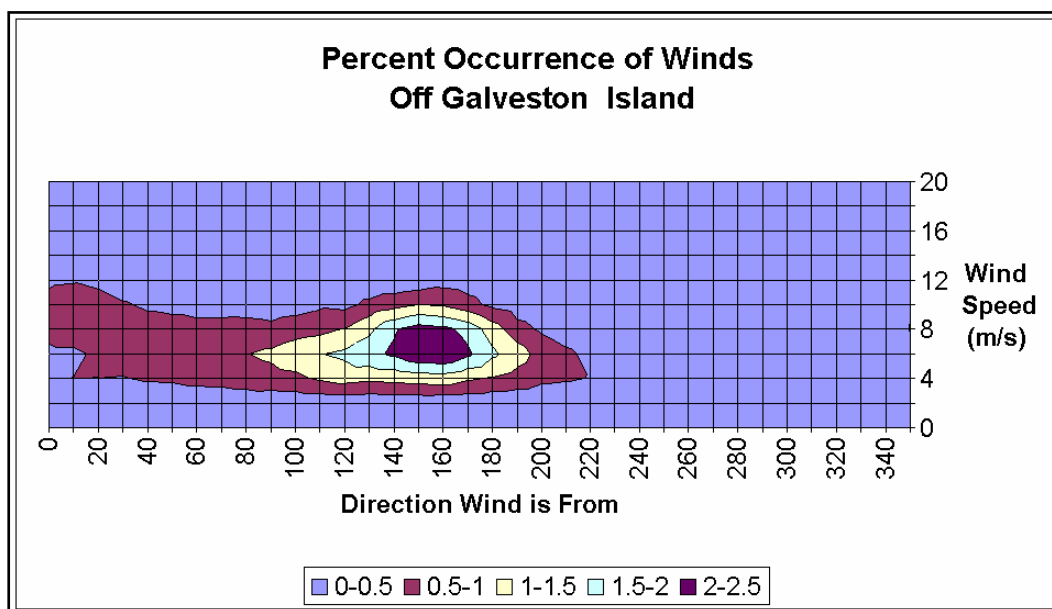 Percent Occurrence of Winds
Off Galveston Island
20
16
12
8
4
0
Wind
Speed
(m/s)
0 20 40 60 80 100 120 140 160 180 200 220 240 260 280 300 320 340
Direction Wind is From
0-0.5 0.5-1 1-1.5 1.5-2 2-2.5